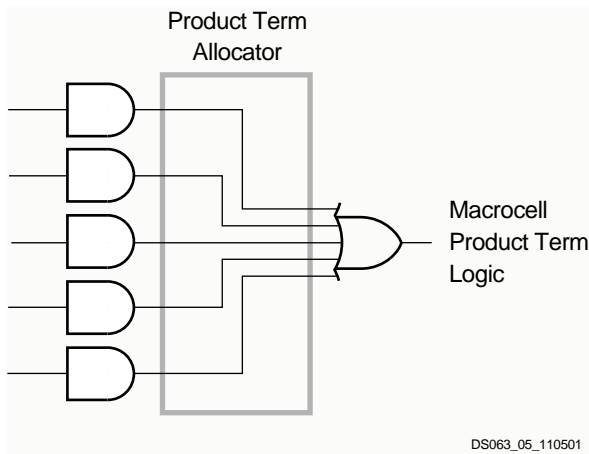 Product Term
Allocator
Macrocell
Product Term
Logic
DS063_05_110501